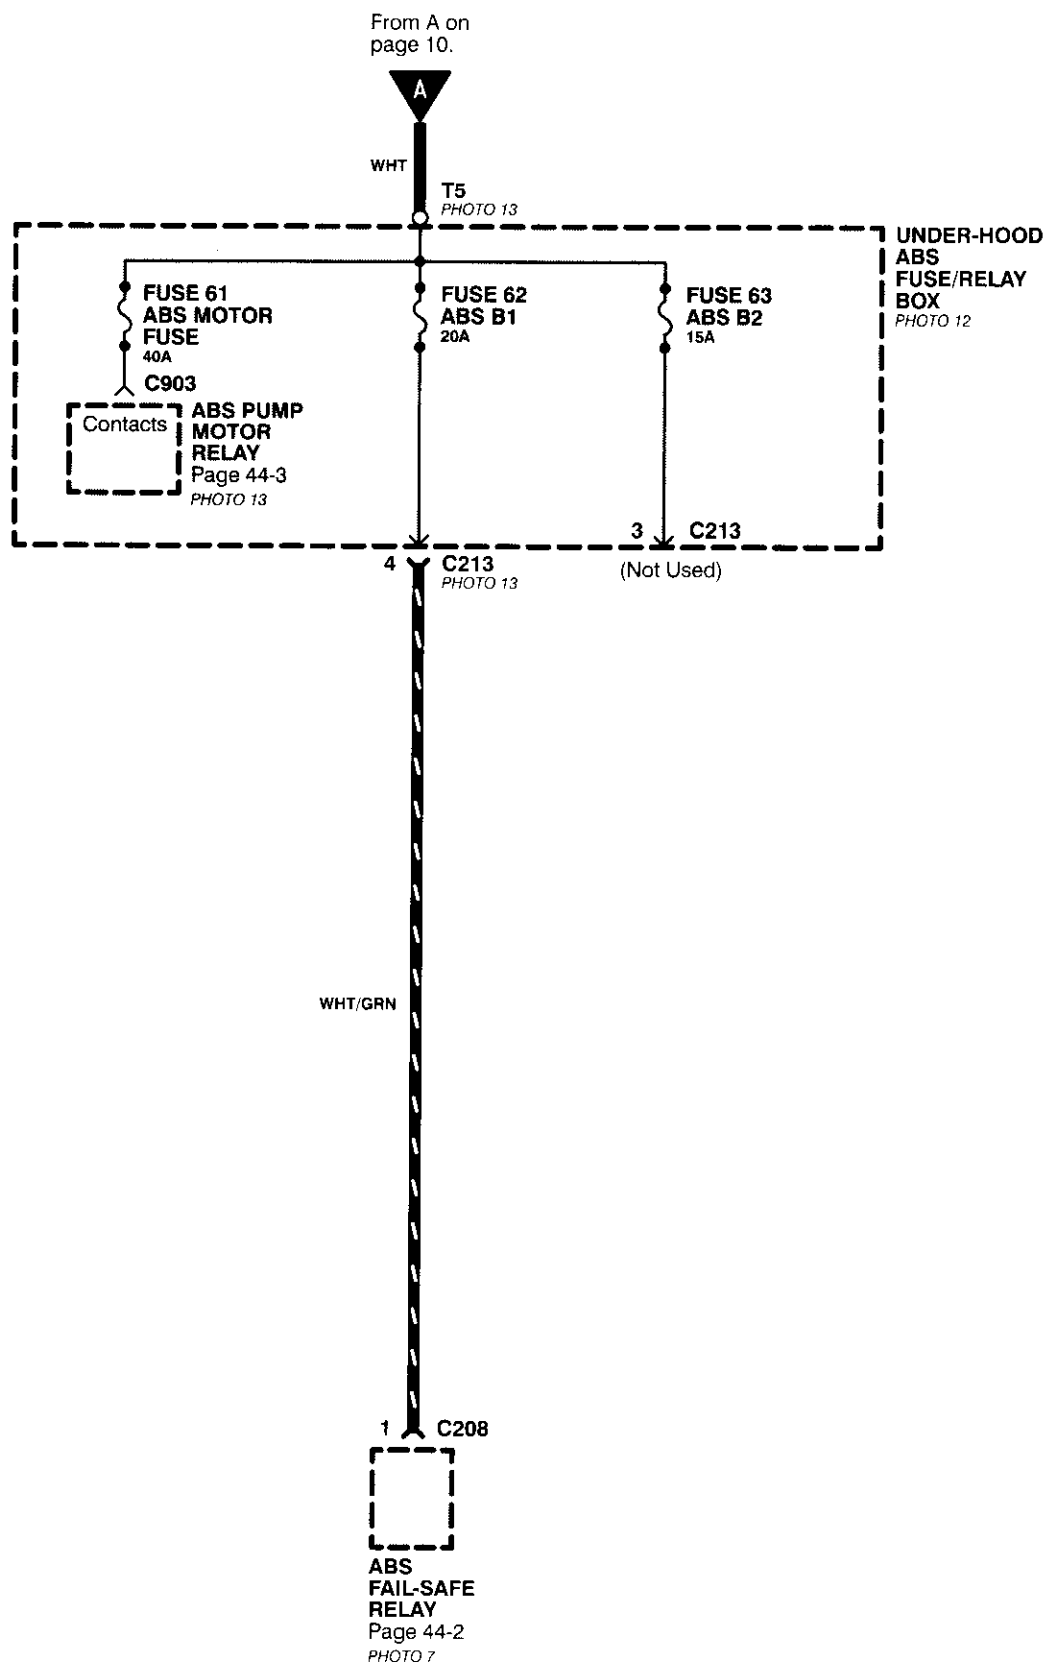 From A on
page 10.
A
WHT
T5
PHOTO 13
UNDER-HOOD
ABS
FUSE/RELAY
BOX
PHOTO 12
FUSE 61
ABS MOTOR
FUSE
40A
C903
FUSE 62
ABS B1
20A
FUSE 63
ABS B2
15A
Contacts
ABS PUMP
MOTOR
RELAY
Page 44-3
PHOTO 13
4
C213
PHOTO 13
3
C213
(Not Used)
WHT/GRN
1
C208
ABS
FAIL-SAFE
RELAY
Page 44-2
PHOTO 7